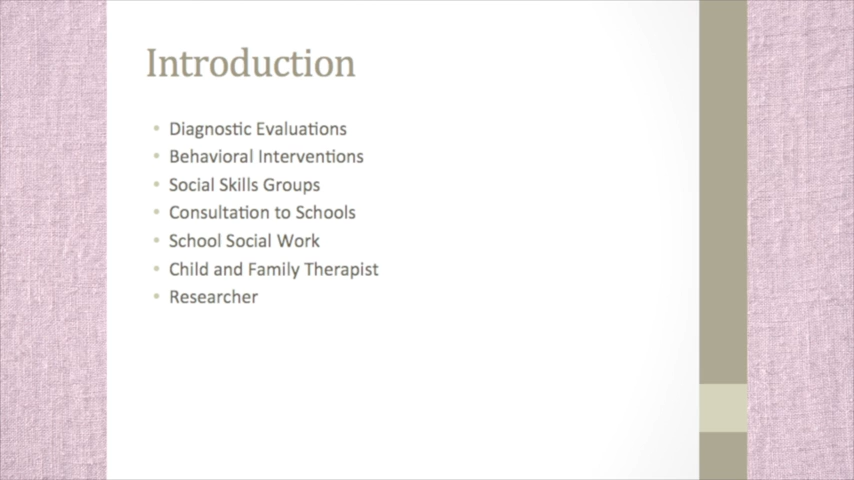 Introduction
• Diagnostic Evaluations
• Behavioral Interventions
• Social Skills Groups
• Consultation to Schools
• School Social Work
• Child and Family Therapist
• Researcher